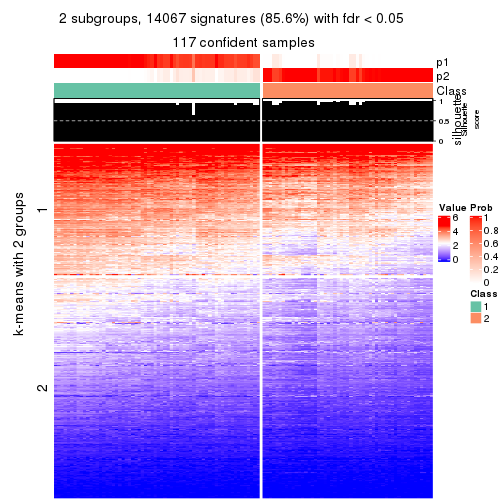 2 subgroups, 14067 signatures (85.6%) with fdr < 0.05
117 confident samples
p1
p2
Class
1
0.5
0
silhouette
Silhouette
score
k-means with 2 groups
1
2
Value
6
4
2
0
Prob
1
0.8
0.6
0.4
0.2
0
Class
1
2